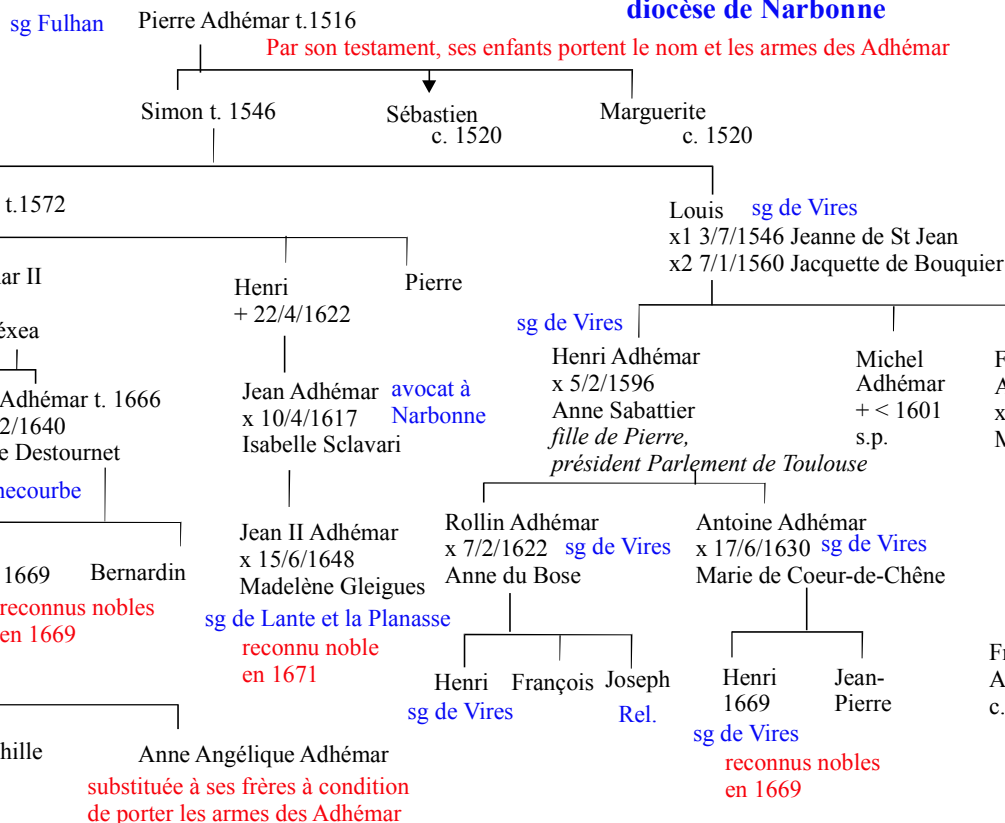 diocèse de Narbonne
sg Fulhan
Pierre Adhémar t.1516
Par son testament, ses enfants portent le nom et les armes des Adhémar
Simon t. 1546
Sébastien
c. 1520
Marguerite
c. 1520
t.1572
Louis sg de Vires
x1 3/7/1546 Jeanne de St Jean
x2 7/1/1560 Jacquette de Bouquier
ar II
éxea
Henri
+ 22/4/1622
Pierre
sg de Vires
Henri Adhémar
x 5/2/1596
Anne Sabattier
fille de Pierre,
président Parlement de Toulouse
Michel
Adhémar
+ < 1601
s.p.
F
A
x
M
Adhémar t. 1666
2/1640
e Destournet
necourbe
Jean Adhémar
x 10/4/1617
Isabelle Sclavari
avocat à
Narbonne
1669
Bernardin
reconnus nobles
en 1669
Jean II Adhémar
x 15/6/1648
Madelène Gleigues
sg de Lante et la Planasse
reconnu noble
en 1671
Rollin Adhémar
x 7/2/1622 sg de Vires
Anne du Bose
Antoine Adhémar
x 17/6/1630 sg de Vires
Marie de Coeur-de-Chêne
Henri
sg de Vires
François
Joseph
Rel.
Henri
1669
sg de Vires
Jean-
Pierre
reconnus nobles
en 1669
Fr
A
c.
hille
Anne Angélique Adhémar
substituée à ses frères à condition
de porter les armes des Adhémar